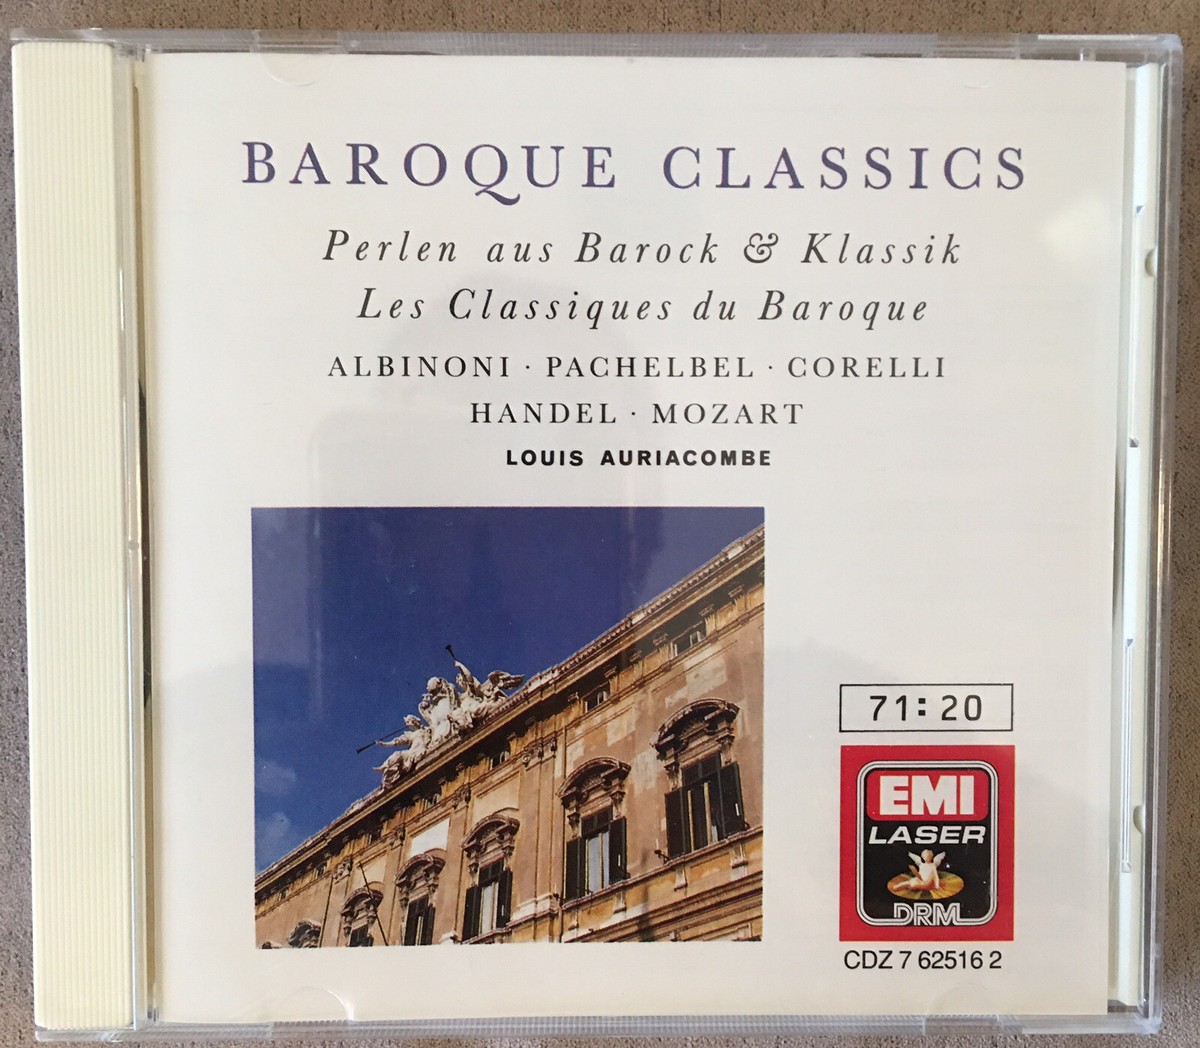 BAROQUE CLASSICS
Perlen aus Barock & Klassik
Les Classiques du Baroque
ALBINONI · PACHELBEL · CORELLI
HANDEL · MOZART
LOUIS AURIACOMBE
71:20
EMI
LASER
DRM
CDZ 7 62516 2